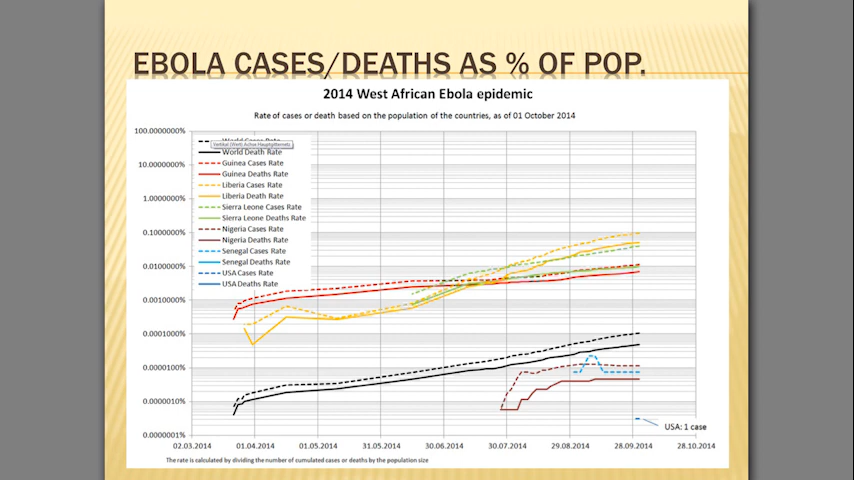 EBOLA CASES/DEATHS AS % OF POP.
2014 West African Ebola epidemic
Rate of cases or death based on the population of the countries, as of 01 October 2014
100.0000000%
10.0000000%
1.0000000%
0.1000000%
0.0100000%
0.0010000%
0.0001000%
0.0000100%
0.0000010%
0.0000001%
World Cases Rate
Vertikal (Wert) Achse Hauptgitternetz
World Death Rate
Guinea Cases Rate
Guinea Deaths Rate
Liberia Cases Rate
Liberia Death Rate
Sierra Leone Cases Rate
Sierra Leone Deaths Rate
Nigeria Cases Rate
Nigeria Deaths Rate
Senegal Cases Rate
Senegal Deaths Rate
USA Cases Rate
USA Deaths Rate
USA: 1 case
02.03.2014 01.04.2014 01.05.2014 31.05.2014 30.06.2014 30.07.2014 29.08.2014 28.09.2014 28.10.2014
The rate is calculated by dividing the number of cumulated cases or deaths by the population size